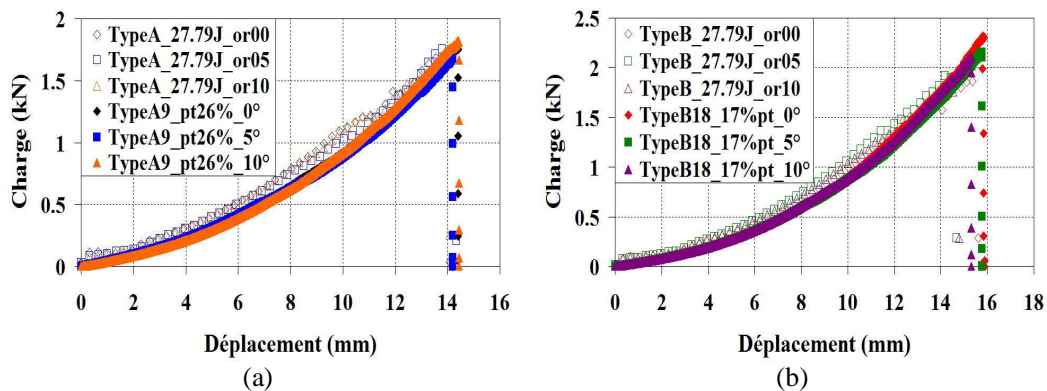 2
1.5
1
0.5
0
Charge (kN)
TypeA_27.79J_or00
TypeA_27.79J_or05
TypeA_27.79J_or10
TypeA9_pt26%_0°
TypeA9_pt26%_5°
TypeA9_pt26%_10°
0 2 4 6 8 10 12 14 16
Déplacement (mm)
(a)
2.5
2
1.5
1
0.5
0
Charge (kN)
TypeB_27.79J_or00
TypeB_27.79J_or05
TypeB_27.79J_or10
TypeB18_17%pt_0°
TypeB18_17%pt_5°
TypeB18_17%pt_10°
0 2 4 6 8 10 12 14 16 18
Déplacement (mm)
(b)